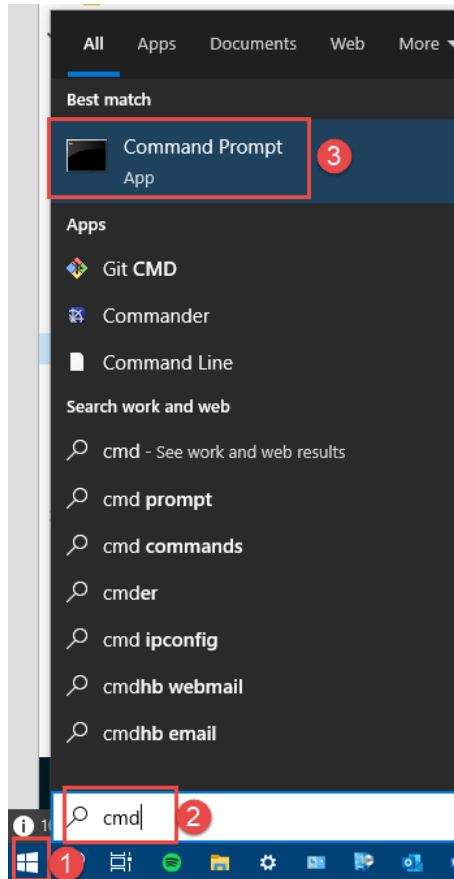 All Apps Documents Web More
Best match
Command Prompt
App
3
Apps
Git CMD
Commander
Command Line
Search work and web
cmd - See work and web results
cmd prompt
cmd commands
cmder
cmd ipconfig
cmdhb webmail
cmdhb email
cmd
2
1